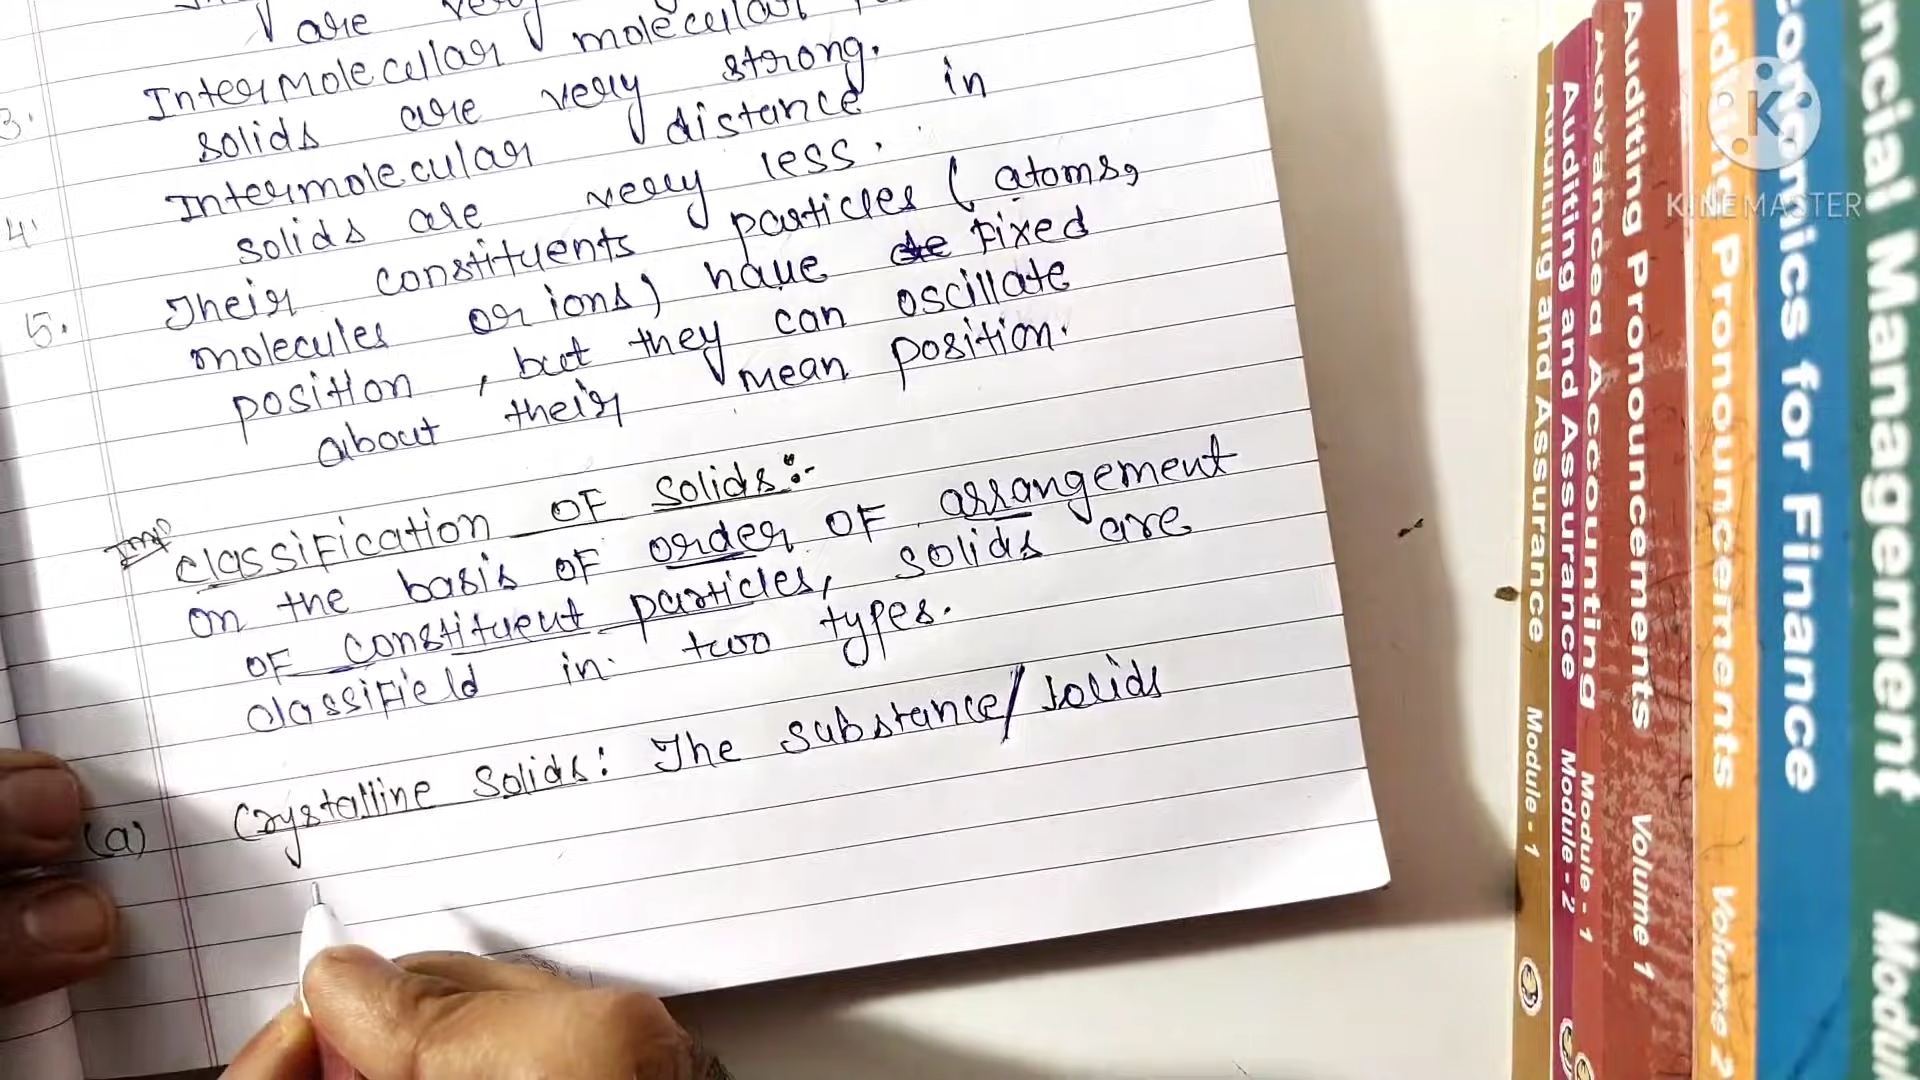 are very
3. Intermolecular molecular
solids are very strong.
4. Intermolecular distance in
solids are very less.
5. Their constituents particles ( atoms,
molecules or ions) have Fixed
position, but they can oscillate
about their mean position.
Imp Classification OF Solids:-
on the basis OF order OF arrangement
OF constituent particles, solids are
classifield in two types.
(a) Crystalline Solids: The substance/solids
Auditing and Assurance Module - 1
Auditing and Assurance Module - 2
Advanced Accounting Module - 1
Auditing Pronouncements Volume 1
Auditing Pronouncements Volume 2
conomics for Finance
ncial Management Modu
K
KINEMASTER